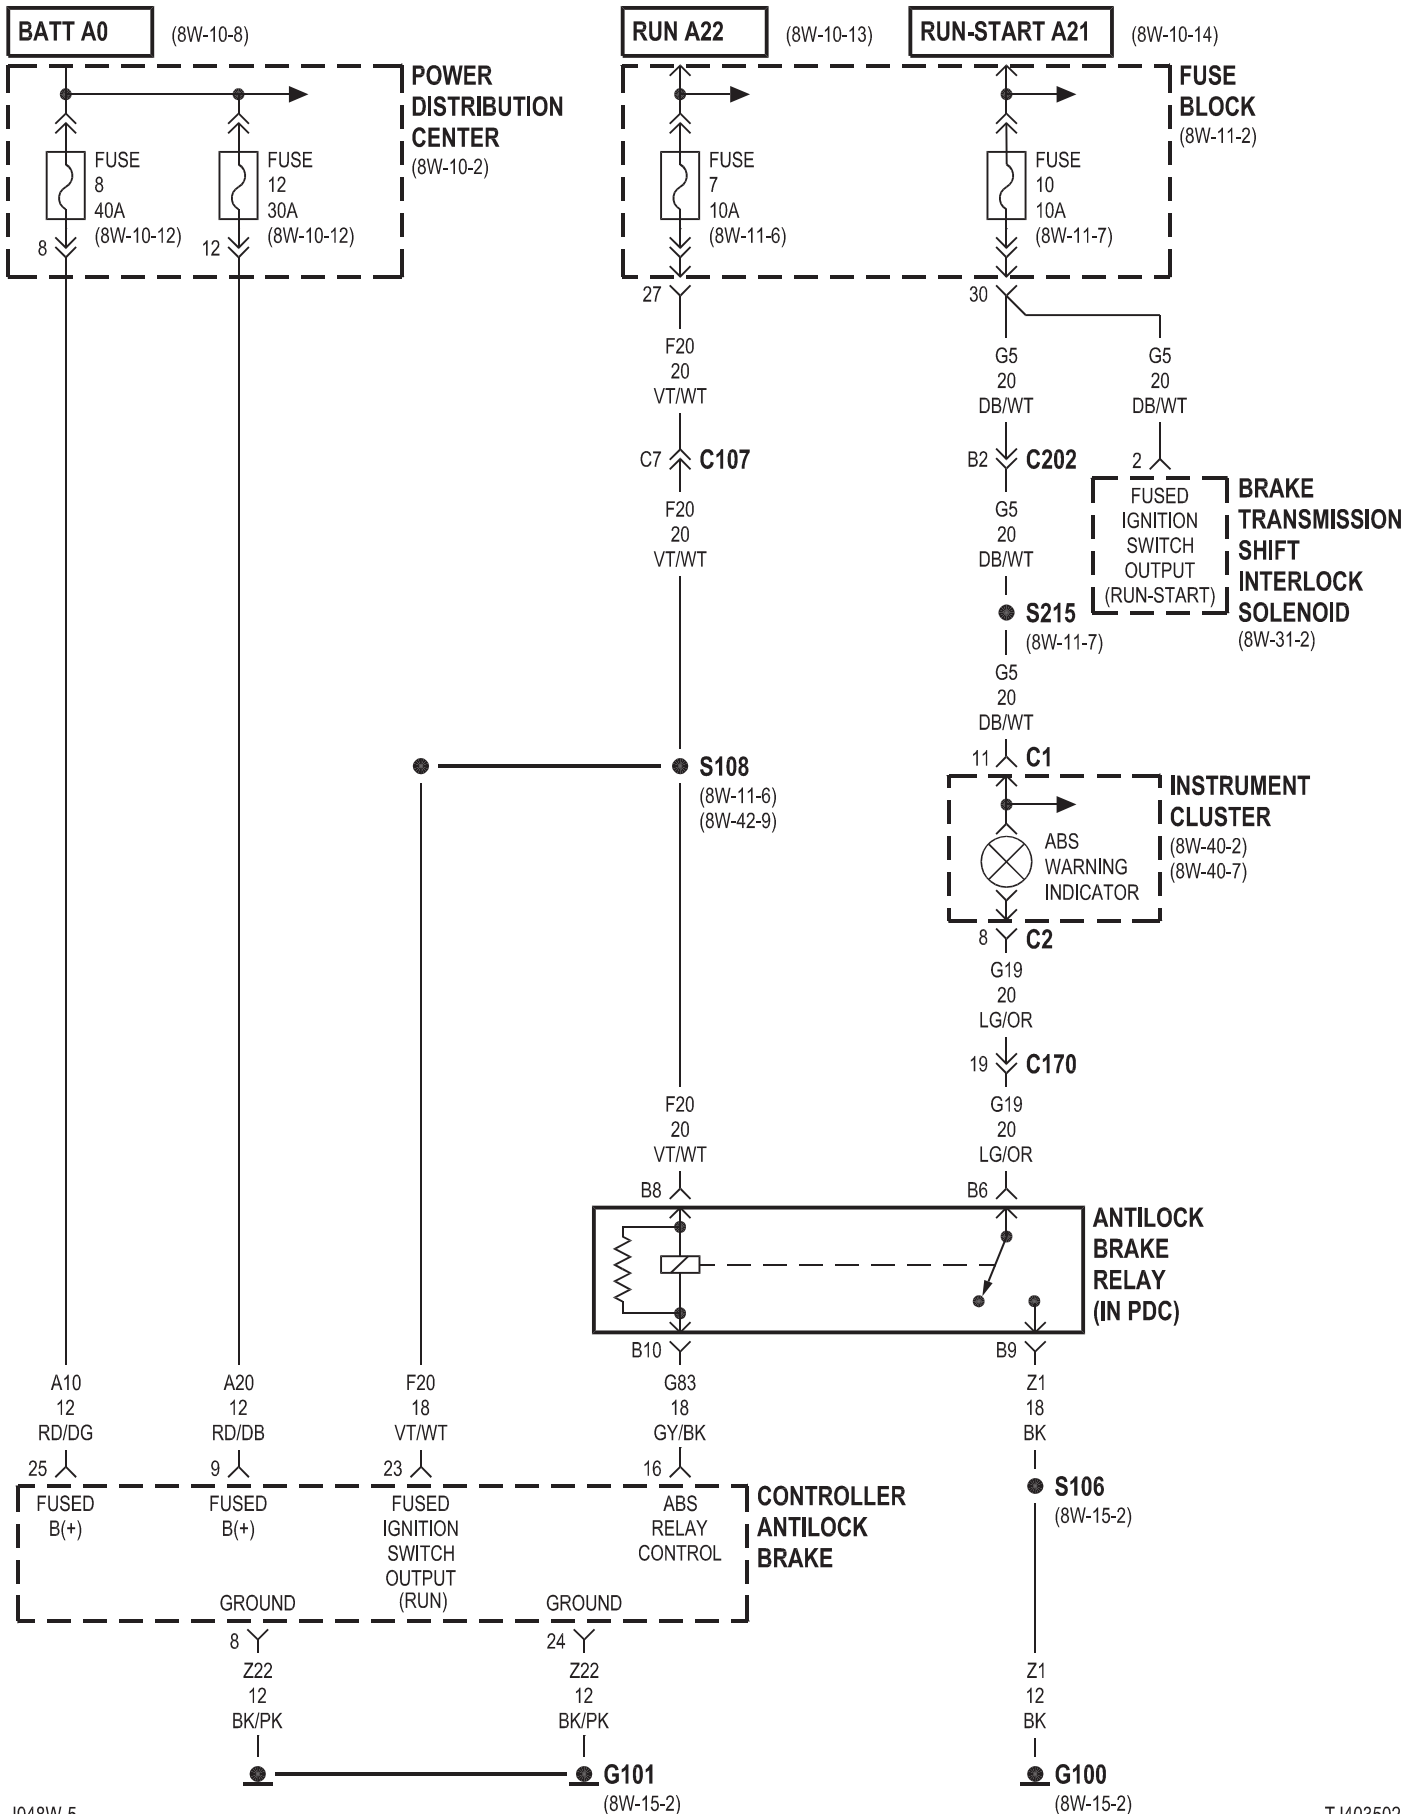 BATT A0 (8W-10-8)
RUN A22 (8W-10-13)
RUN-START A21 (8W-10-14)
POWER
DISTRIBUTION
CENTER
(8W-10-2)
FUSE
BLOCK
(8W-11-2)
FUSE
8
40A
(8W-10-12)
8
FUSE
12
30A
(8W-10-12)
12
FUSE
7
10A
(8W-11-6)
27
FUSE
10
10A
(8W-11-7)
30
F20
20
VT/WT
G5
20
DB/WT
G5
20
DB/WT
C7 C107
B2 C202
2
F20
20
VT/WT
G5
20
DB/WT
FUSED
IGNITION
SWITCH
OUTPUT
(RUN-START)
BRAKE
TRANSMISSION
SHIFT
INTERLOCK
SOLENOID
(8W-31-2)
S215
(8W-11-7)
G5
20
DB/WT
11 C1
S108
(8W-11-6)
(8W-42-9)
INSTRUMENT
CLUSTER
(8W-40-2)
(8W-40-7)
ABS
WARNING
INDICATOR
8 C2
G19
20
LG/OR
19 C170
F20
20
VT/WT
G19
20
LG/OR
B8
B6
ANTILOCK
BRAKE
RELAY
(IN PDC)
B10
B9
A10
12
RD/DG
A20
12
RD/DB
F20
18
VT/WT
G83
18
GY/BK
Z1
18
BK
25
9
23
16
S106
(8W-15-2)
FUSED
B(+)
FUSED
B(+)
FUSED
IGNITION
SWITCH
OUTPUT
(RUN)
ABS
RELAY
CONTROL
CONTROLLER
ANTILOCK
BRAKE
GROUND
GROUND
8
24
Z22
12
BK/PK
Z22
12
BK/PK
Z1
12
BK
G101
(8W-15-2)
G100
(8W-15-2)